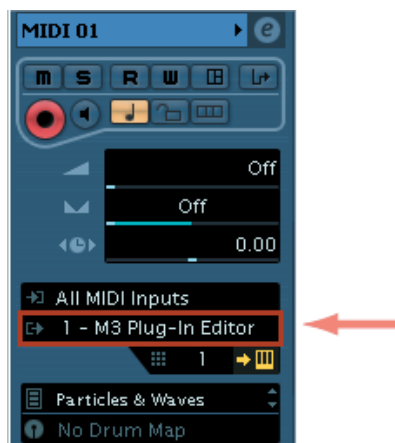 MIDI 01 e
m S R W
Off
Off
0.00
All MIDI Inputs
1 - M3 Plug-In Editor
1
Particles & Waves
No Drum Map